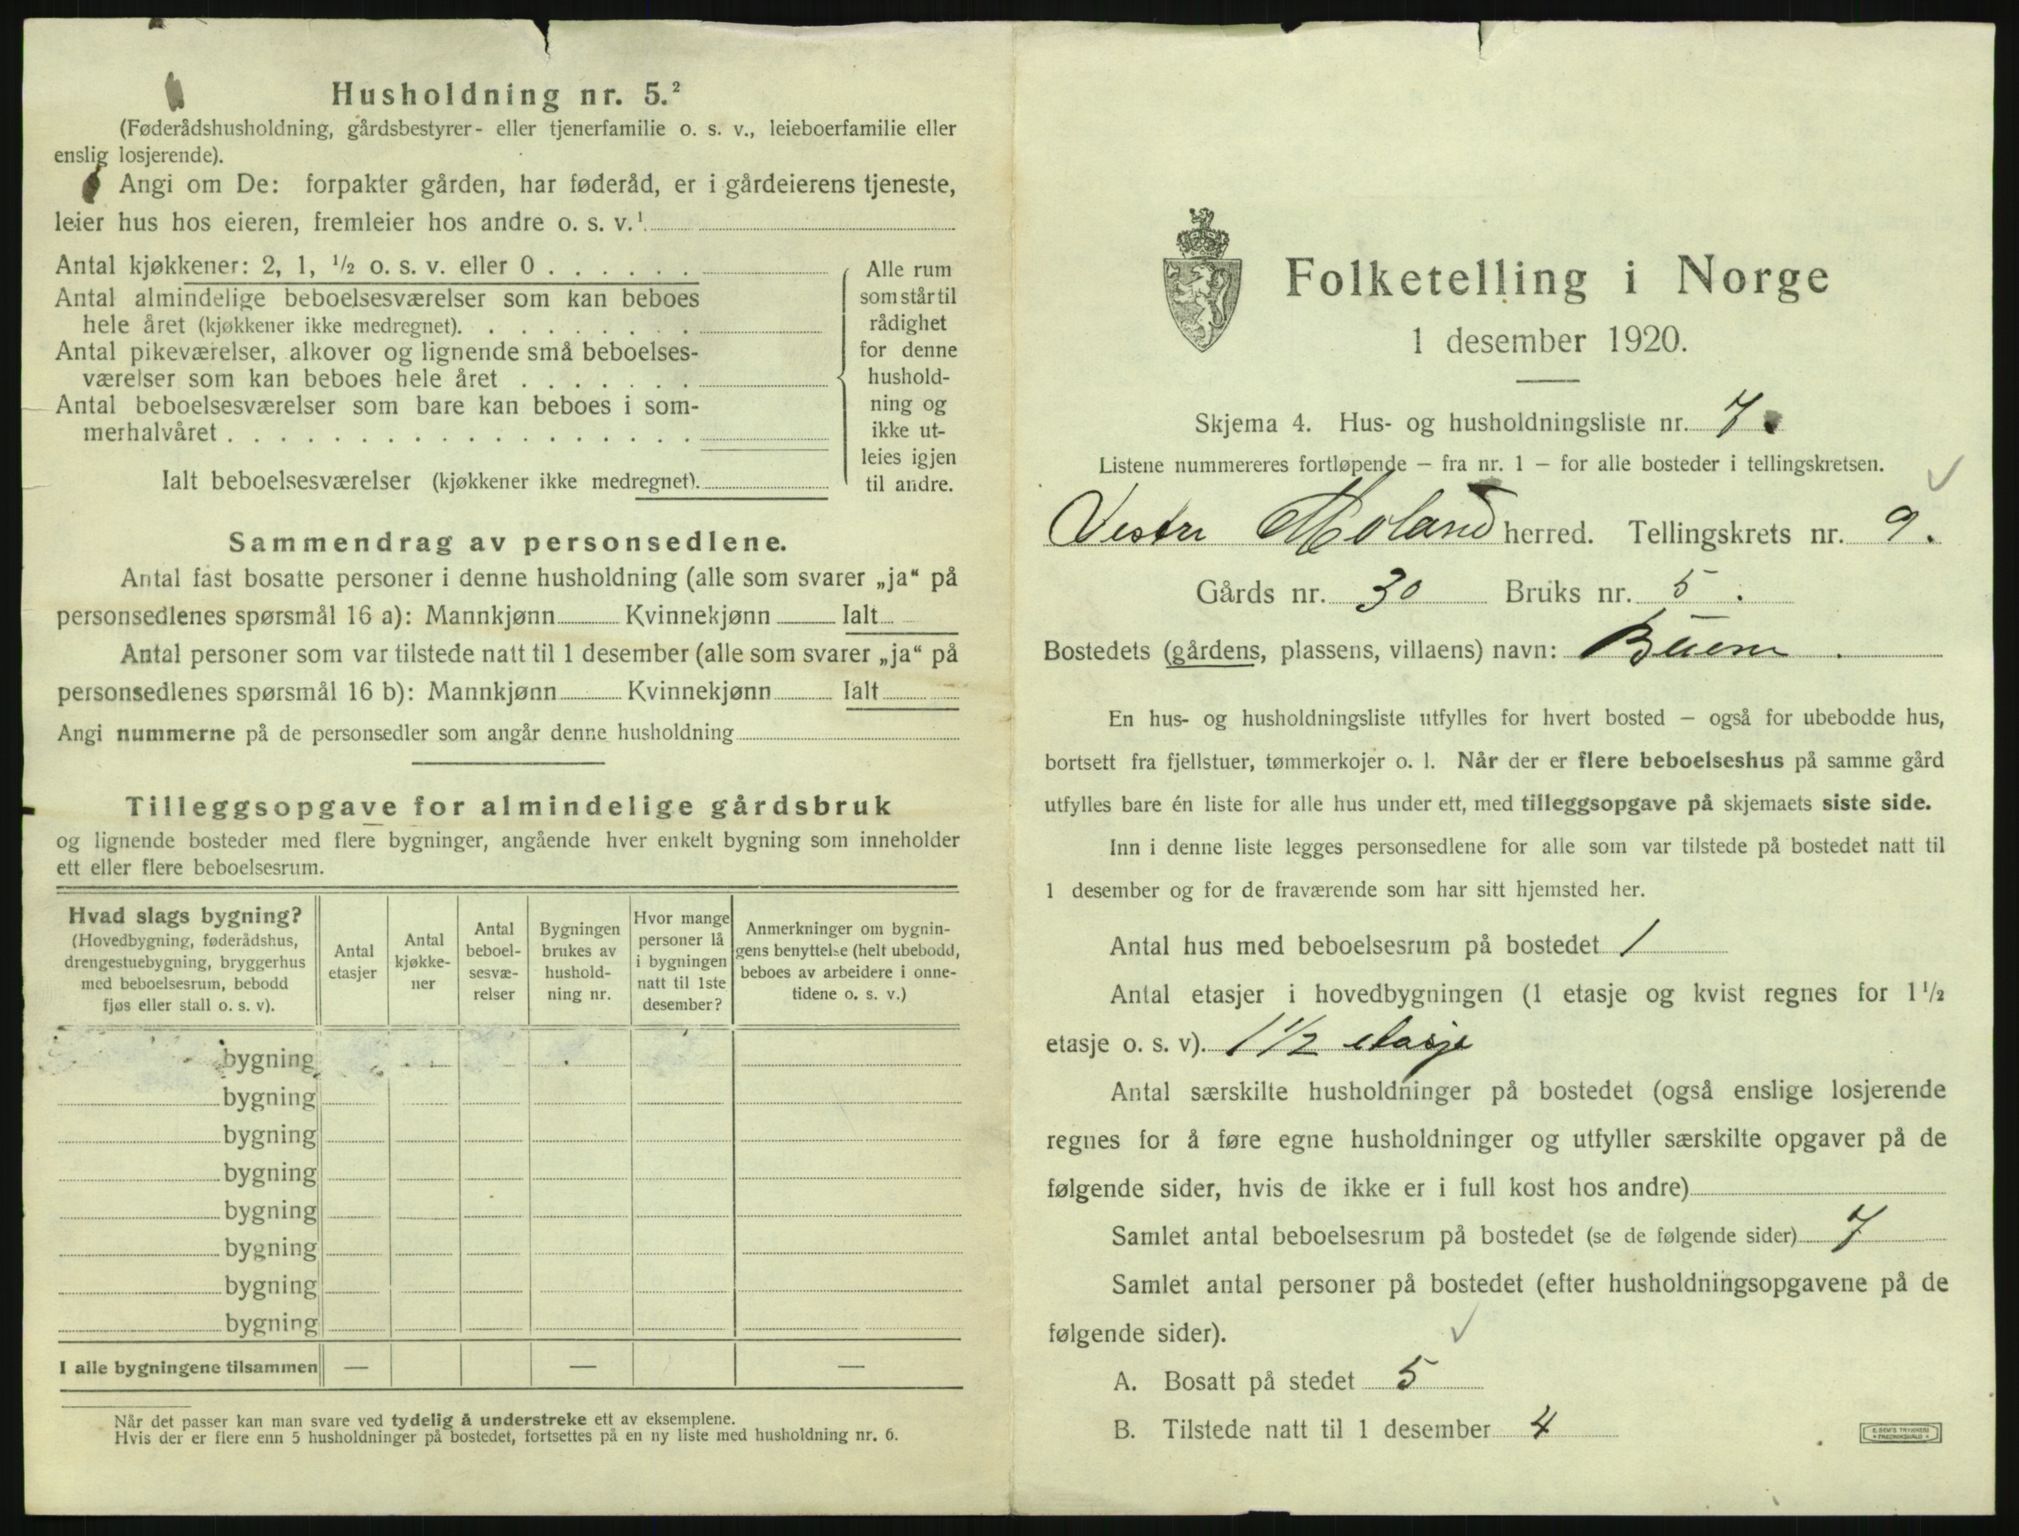 Husholdning nr. 5.²
(Føderådshusholdning, gårdsbestyrer- eller tjenerfamilie o. s. v., leieboerfamilie eller
enslig losjerende).
Angi om De: forpakter gården, har føderåd, er i gårdeierens tjeneste,
leier hus hos eieren, fremleier hos andre o. s. v.¹
Antal kjøkkener: 2, 1, ½ o. s. v. eller 0 . . . . . .
Antal almindelige beboelsesværelser som kan beboes
hele året (kjøkkener ikke medregnet). . . . . . . . .
Antal pikeværelser, alkover og lignende små beboelses-
værelser som kan beboes hele året . . . . . . .
Antal beboelsesværelser som bare kan beboes i som-
merhalvåret . . . . . . . . . . . . . . . . . .
Ialt beboelsesværelser (kjøkkener ikke medregnet).
Alle rum
som står til
rådighet
for denne
hushold-
ning og
ikke ut-
leies igjen
til andre.
Sammendrag av personsedlene.
Antal fast bosatte personer i denne husholdning (alle som svarer „ja“ på
personsedlenes spørsmål 16 a): Mannkjønn Kvinnekjønn Ialt
Antal personer som var tilstede natt til 1 desember (alle som svarer „ja“ på
personsedlenes spørsmål 16 b): Mannkjønn Kvinnekjønn Ialt
Angi nummerne på de personsedler som angår denne husholdning
Tilleggsopgave for almindelige gårdsbruk
og lignende bosteder med flere bygninger, angående hver enkelt bygning som inneholder
ett eller flere beboelsesrum.
Hvad slags bygning?
(Hovedbygning, føderådshus,
drengestuebygning, bryggerhus
med beboelsesrum, bebodd
fjøs eller stall o. s. v).
Antal
etasjer
Antal
kjøkke-
ner
Antal
beboel-
sesvæ-
relser
Bygningen
brukes av
hushold-
ning nr.
Hvor mange
personer lå
i bygningen
natt til 1ste
desember?
Anmerkninger om bygnin-
gens benyttelse (helt ubebodd,
beboes av arbeidere i onne-
tidene o. s. v.)
bygning
bygning
bygning
bygning
bygning
bygning
bygning
bygning
I alle bygningene tilsammen — — —
Når det passer kan man svare ved tydelig å understreke ett av eksemplene.
Hvis der er flere enn 5 husholdninger på bostedet, fortsettes på en ny liste med husholdning nr. 6.
Folketelling i Norge
1 desember 1920.
Skjema 4. Hus- og husholdningsliste nr. 7.
Listene nummereres fortløpende – fra nr. 1 – for alle bosteder i tellingskretsen.
Vestre Moland herred. Tellingskrets nr. 9.
Gårds nr. 30 Bruks nr. 5.
Bostedets (gårdens, plassens, villaens) navn:
En hus- og husholdningsliste utfylles for hvert bosted – også for ubebodde hus,
bortsett fra fjellstuer, tømmerkojer o. l. Når der er flere beboelseshus på samme gård
utfylles bare én liste for alle hus under ett, med tilleggsopgave på skjemaets siste side.
Inn i denne liste legges personsedlene for alle som var tilstede på bostedet natt til
1 desember og for de fraværende som har sitt hjemsted her.
Antal hus med beboelsesrum på bostedet 1
Antal etasjer i hovedbygningen (1 etasje og kvist regnes for 1½
etasje o. s. v). 1 1/2 etasje
Antal særskilte husholdninger på bostedet (også enslige losjerende
regnes for å føre egne husholdninger og utfyller særskilte opgaver på de
følgende sider, hvis de ikke er i full kost hos andre)
Samlet antal beboelsesrum på bostedet (se de følgende sider) 7
Samlet antal personer på bostedet (efter husholdningsopgavene på de
følgende sider).
A. Bosatt på stedet 5
B. Tilstede natt til 1 desember 4